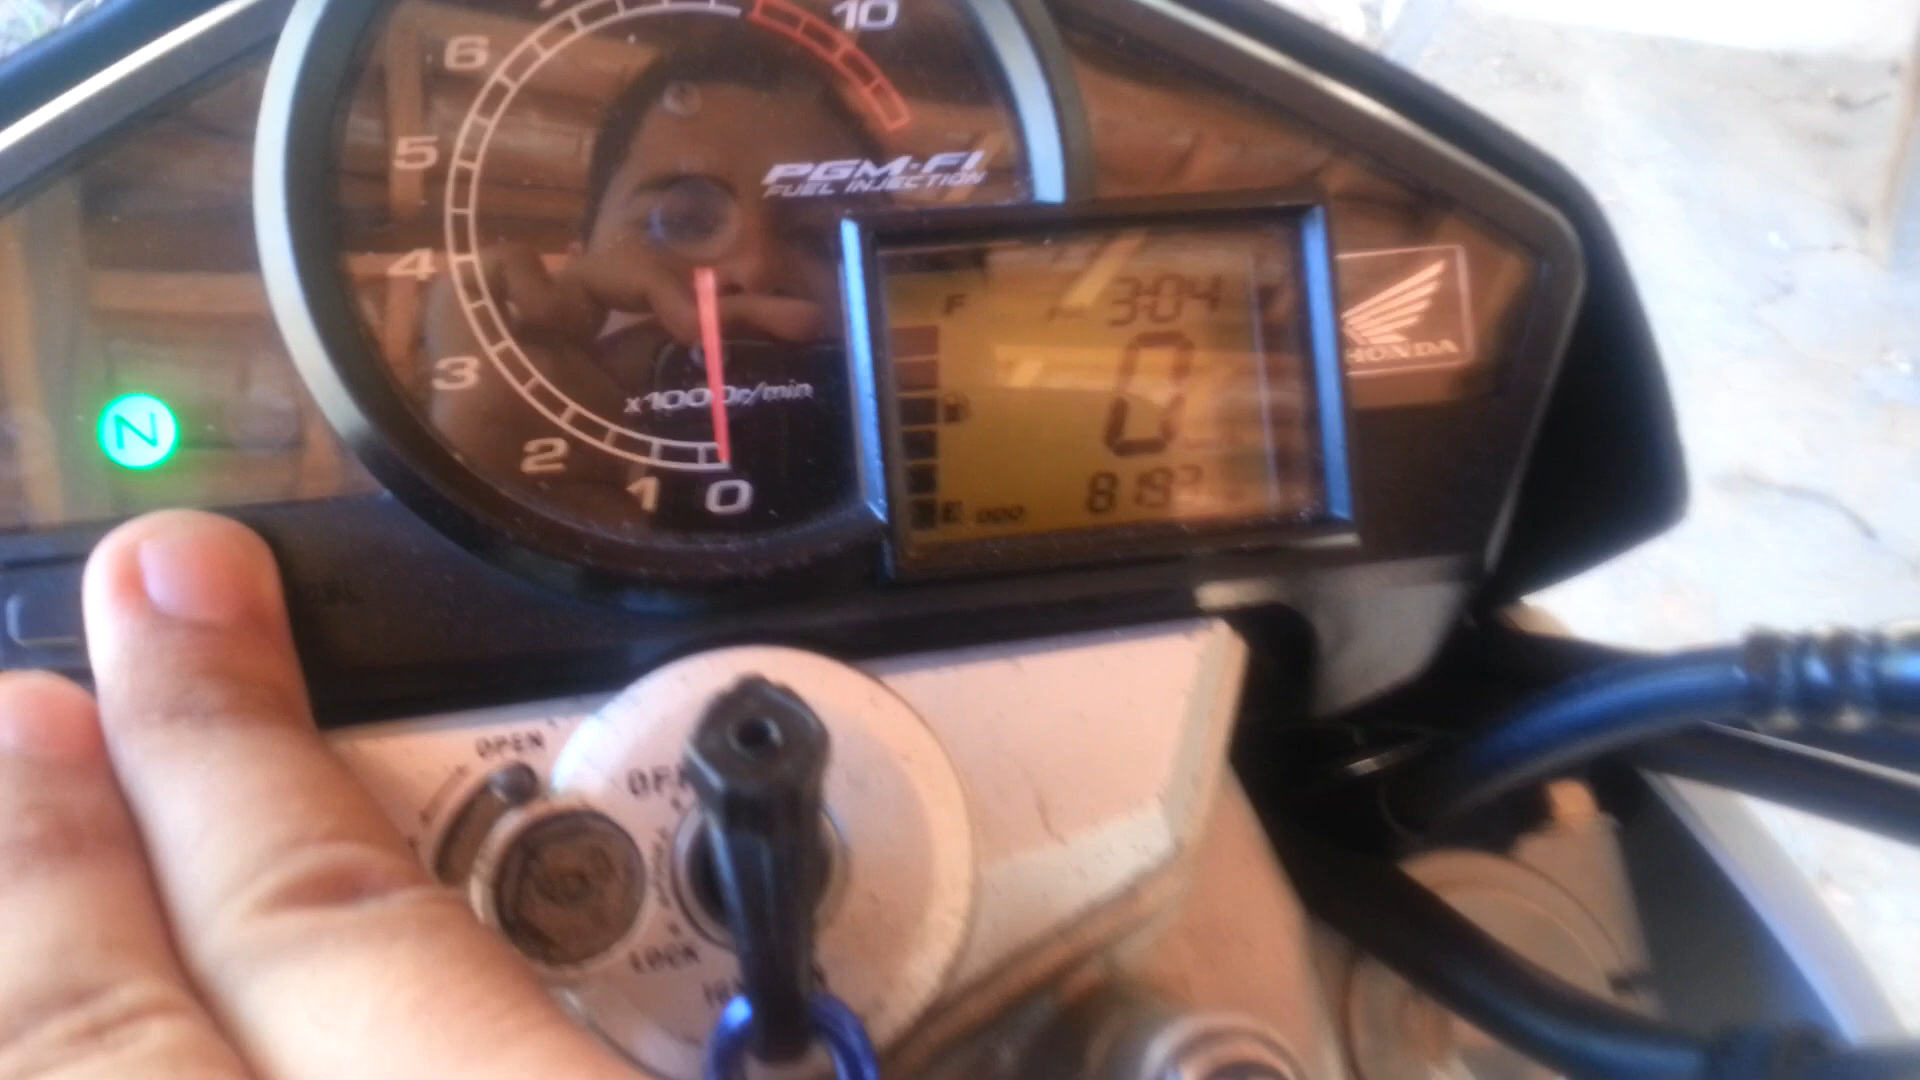 10
6
5
PGM-FI
FUEL INJECTION
4
F
3:04
HONDA
3
x1000r/min
0
N
2
1
0
E
OPEN
LOCK